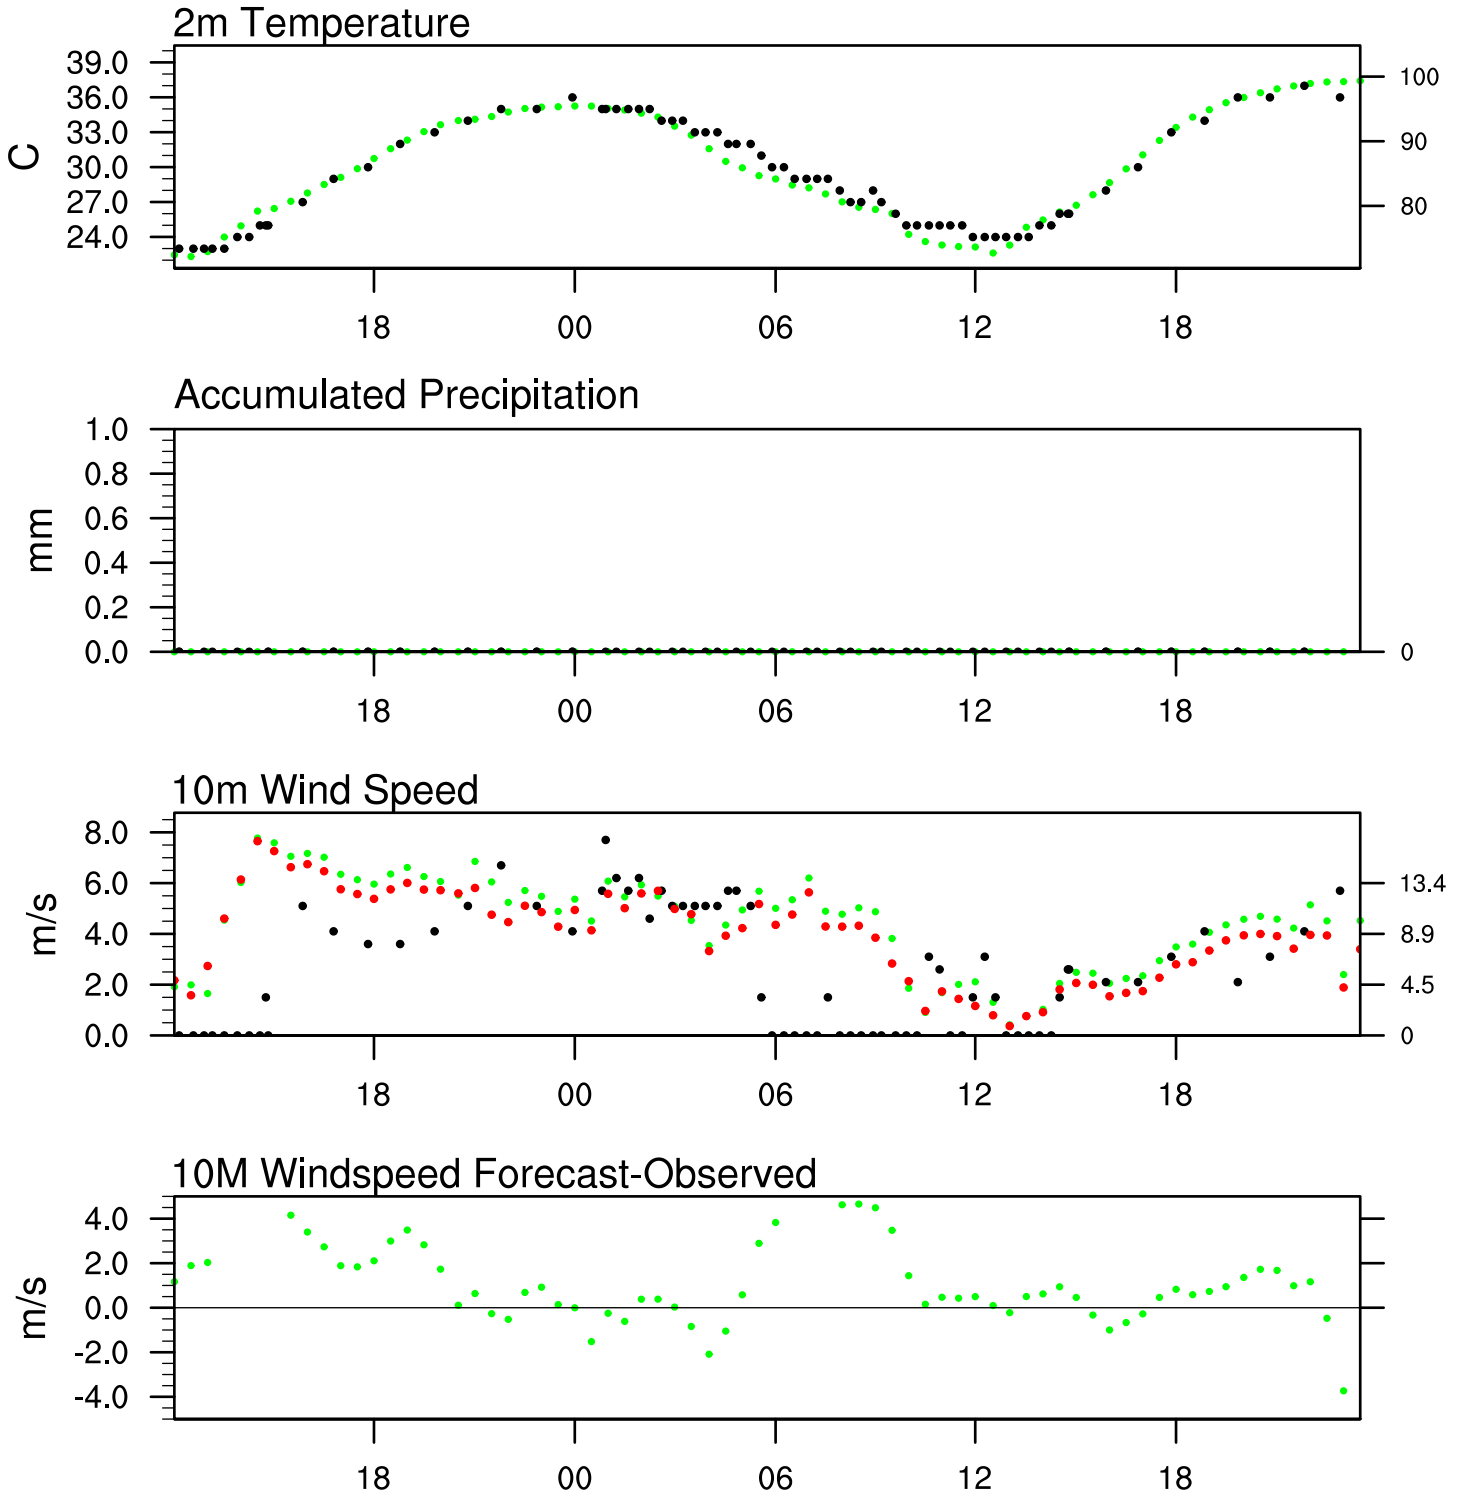 2m Temperature
39.0
36.0
33.0
30.0
27.0
24.0
C
100
90
80
18 00 06 12 18
Accumulated Precipitation
1.0
0.8
0.6
0.4
0.2
0.0
mm
0
18 00 06 12 18
10m Wind Speed
8.0
6.0
4.0
2.0
0.0
m/s
13.4
8.9
4.5
0
18 00 06 12 18
10M Windspeed Forecast-Observed
4.0
2.0
0.0
-2.0
-4.0
m/s
18 00 06 12 18